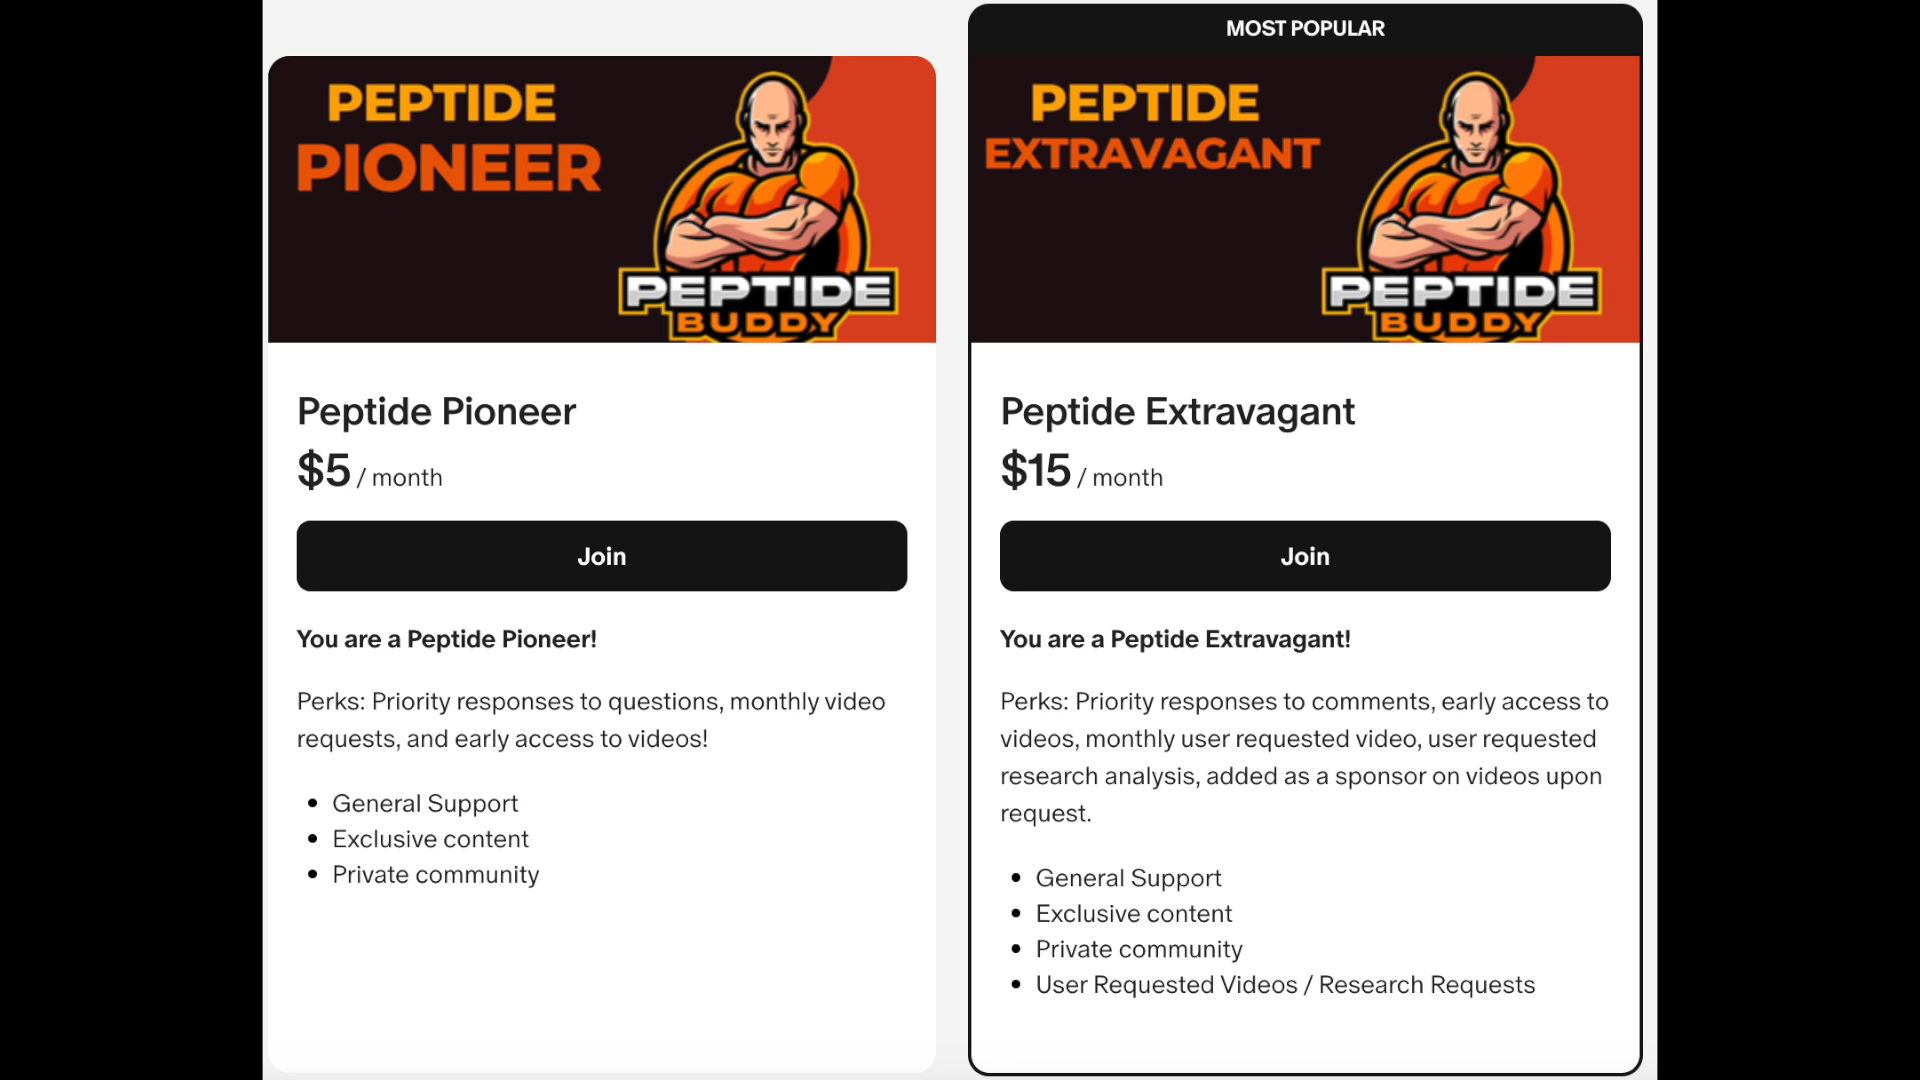 PEPTIDE
PIONEER
PEPTIDE
BUDDY
Peptide Pioneer
$5 / month
Join
You are a Peptide Pioneer!
Perks: Priority responses to questions, monthly video
requests, and early access to videos!
• General Support
• Exclusive content
• Private community
MOST POPULAR
PEPTIDE
EXTRAVAGANT
PEPTIDE
BUDDY
Peptide Extravagant
$15 / month
Join
You are a Peptide Extravagant!
Perks: Priority responses to comments, early access to
videos, monthly user requested video, user requested
research analysis, added as a sponsor on videos upon
request.
• General Support
• Exclusive content
• Private community
• User Requested Videos / Research Requests